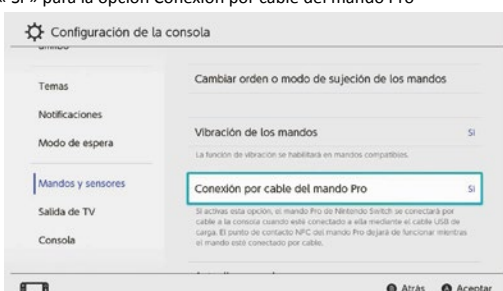 « Sí » para la opción Conexión por cable del mando Pro
Configuración de la consola
amiibo
Cambiar orden o modo de sujeción de los mandos
Temas
Notificaciones
Vibración de los mandos Sí
Modo de espera
La función de vibración se habilitará en mandos compatibles.
Mandos y sensores
Conexión por cable del mando Pro Sí
Salida de TV
Si activas esta opción, el mando Pro de Nintendo Switch se conectará por
cable a la consola cuando esté conectado a ella mediante el cable USB de
carga. El punto de contacto NFC del mando Pro dejará de funcionar mientras
el mando esté conectado por cable.
Consola
B Atrás A Aceptar